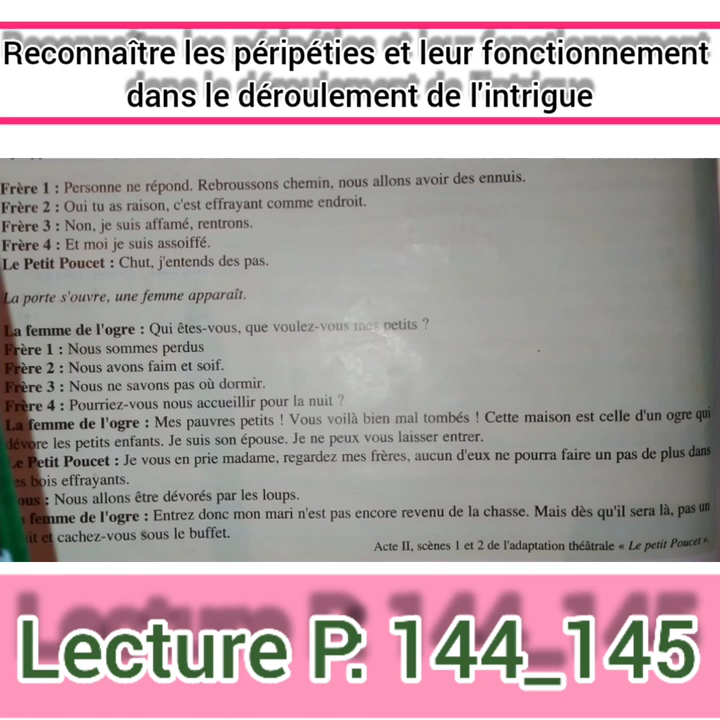 Reconnaître les péripéties et leur fonctionnement
dans le déroulement de l'intrigue
Frère 1 : Personne ne répond. Rebroussons chemin, nous allons avoir des ennuis.
Frère 2 : Oui tu as raison, c'est effrayant comme endroit.
Frère 3 : Non, je suis affamé, rentrons.
Frère 4 : Et moi je suis assoiffé.
Le Petit Poucet : Chut, j'entends des pas.
La porte s'ouvre, une femme apparaît.
La femme de l'ogre : Qui êtes-vous, que voulez-vous mes petits ?
Frère 1 : Nous sommes perdus
Frère 2 : Nous avons faim et soif.
Frère 3 : Nous ne savons pas où dormir.
Frère 4 : Pourriez-vous nous accueillir pour la nuit ?
La femme de l'ogre : Mes pauvres petits ! Vous voilà bien mal tombés ! Cette maison est celle d'un ogre qui
dévore les petits enfants. Je suis son épouse. Je ne peux vous laisser entrer.
Le Petit Poucet : Je vous en prie madame, regardez mes frères, aucun d'eux ne pourra faire un pas de plus dans
es bois effrayants.
ous : Nous allons être dévorés par les loups.
femme de l'ogre : Entrez donc mon mari n'est pas encore revenu de la chasse. Mais dès qu'il sera là, pas un
it et cachez-vous sous le buffet.
Acte II, scènes 1 et 2 de l'adaptation théâtrale « Le petit Poucet ».
Lecture P. 144_145